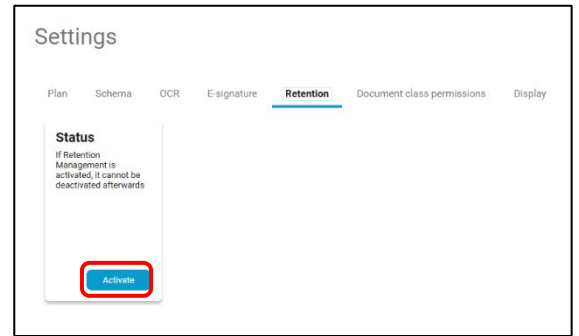 Settings
Plan Schema OCR E-signature Retention Document class permissions Display
Status
If Retention
Management is
activated, it cannot be
deactivated afterwards
Activate